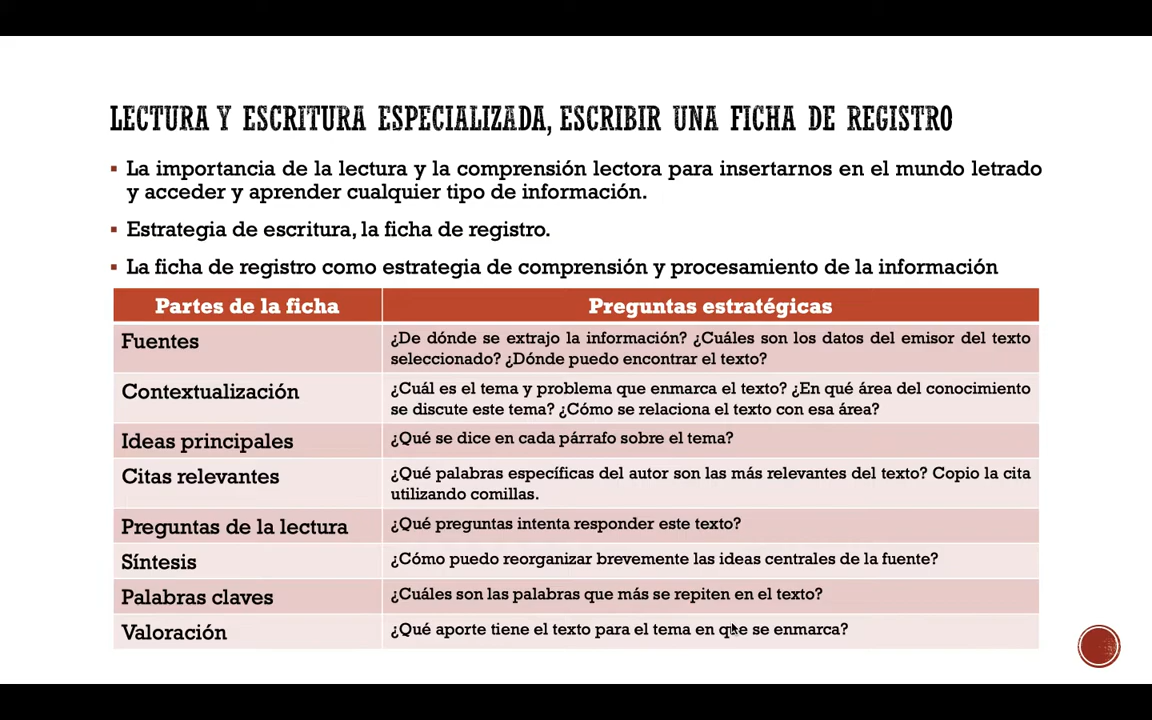 LECTURA Y ESCRITURA ESPECIALIZADA, ESCRIBIR UNA FICHA DE REGISTRO
▪ La importancia de la lectura y la comprensión lectora para insertarnos en el mundo letrado
y acceder y aprender cualquier tipo de información.
▪ Estrategia de escritura, la ficha de registro.
▪ La ficha de registro como estrategia de comprensión y procesamiento de la información
Partes de la ficha
Preguntas estratégicas
Fuentes
¿De dónde se extrajo la información? ¿Cuáles son los datos del emisor del texto
seleccionado? ¿Dónde puedo encontrar el texto?
Contextualización
¿Cuál es el tema y problema que enmarca el texto? ¿En qué área del conocimiento
se discute este tema? ¿Cómo se relaciona el texto con esa área?
Ideas principales
¿Qué se dice en cada párrafo sobre el tema?
Citas relevantes
¿Qué palabras específicas del autor son las más relevantes del texto? Copio la cita
utilizando comillas.
Preguntas de la lectura
¿Qué preguntas intenta responder este texto?
Síntesis
¿Cómo puedo reorganizar brevemente las ideas centrales de la fuente?
Palabras claves
¿Cuáles son las palabras que más se repiten en el texto?
Valoración
¿Qué aporte tiene el texto para el tema en que se enmarca?